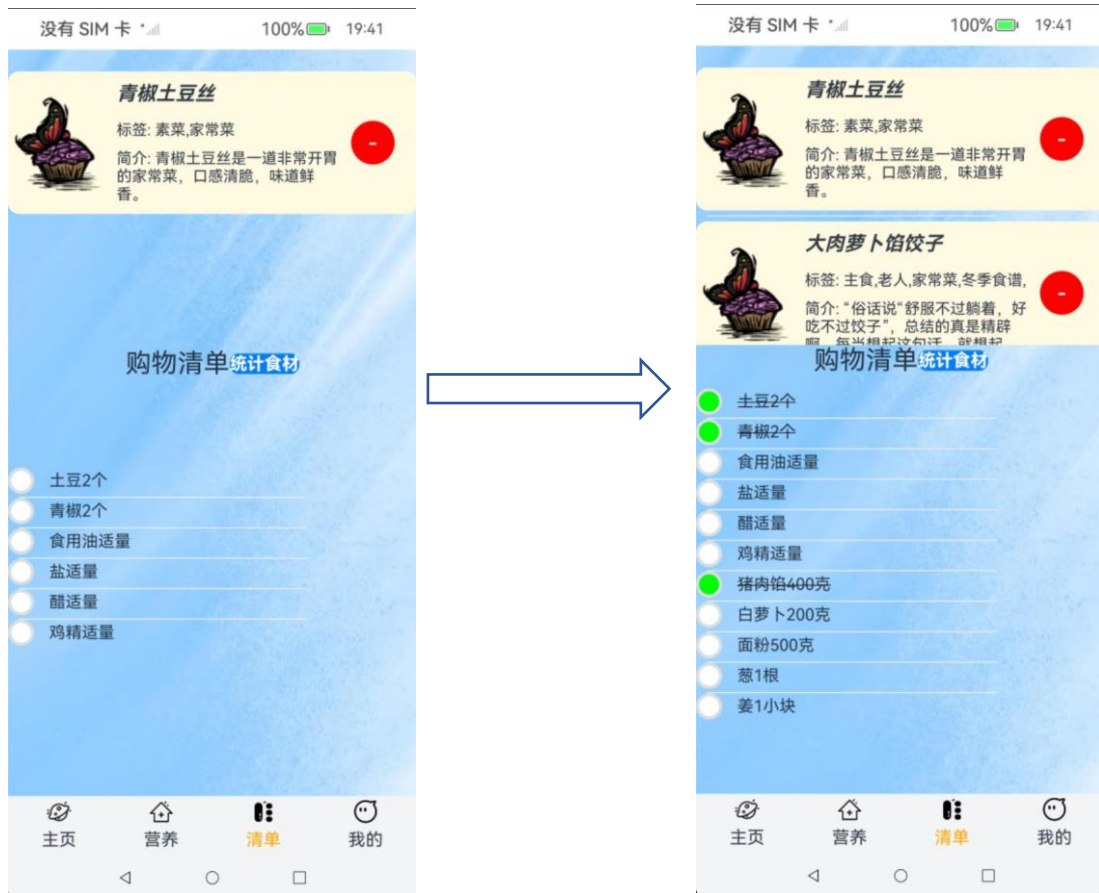 没有 SIM 卡
100%
19:41
青椒土豆丝
标签: 素菜,家常菜
简介: 青椒土豆丝是一道非常开胃
的家常菜，口感清脆，味道鲜
香。
-
购物清单统计食材
土豆2个
青椒2个
食用油适量
盐适量
醋适量
鸡精适量
主页
营养
清单
我的
没有 SIM 卡
100%
19:41
青椒土豆丝
标签: 素菜,家常菜
简介: 青椒土豆丝是一道非常开胃
的家常菜，口感清脆，味道鲜
香。
-
大肉萝卜馅饺子
标签: 主食,老人,家常菜,冬季食谱,
简介: “俗话说“舒服不过躺着，好
吃不过饺子”，总结的真是精辟
啊，每当想起这句话，就想起
-
购物清单统计食材
土豆2个
青椒2个
食用油适量
盐适量
醋适量
鸡精适量
猪肉馅400克
白萝卜200克
面粉500克
葱1根
姜1小块
主页
营养
清单
我的